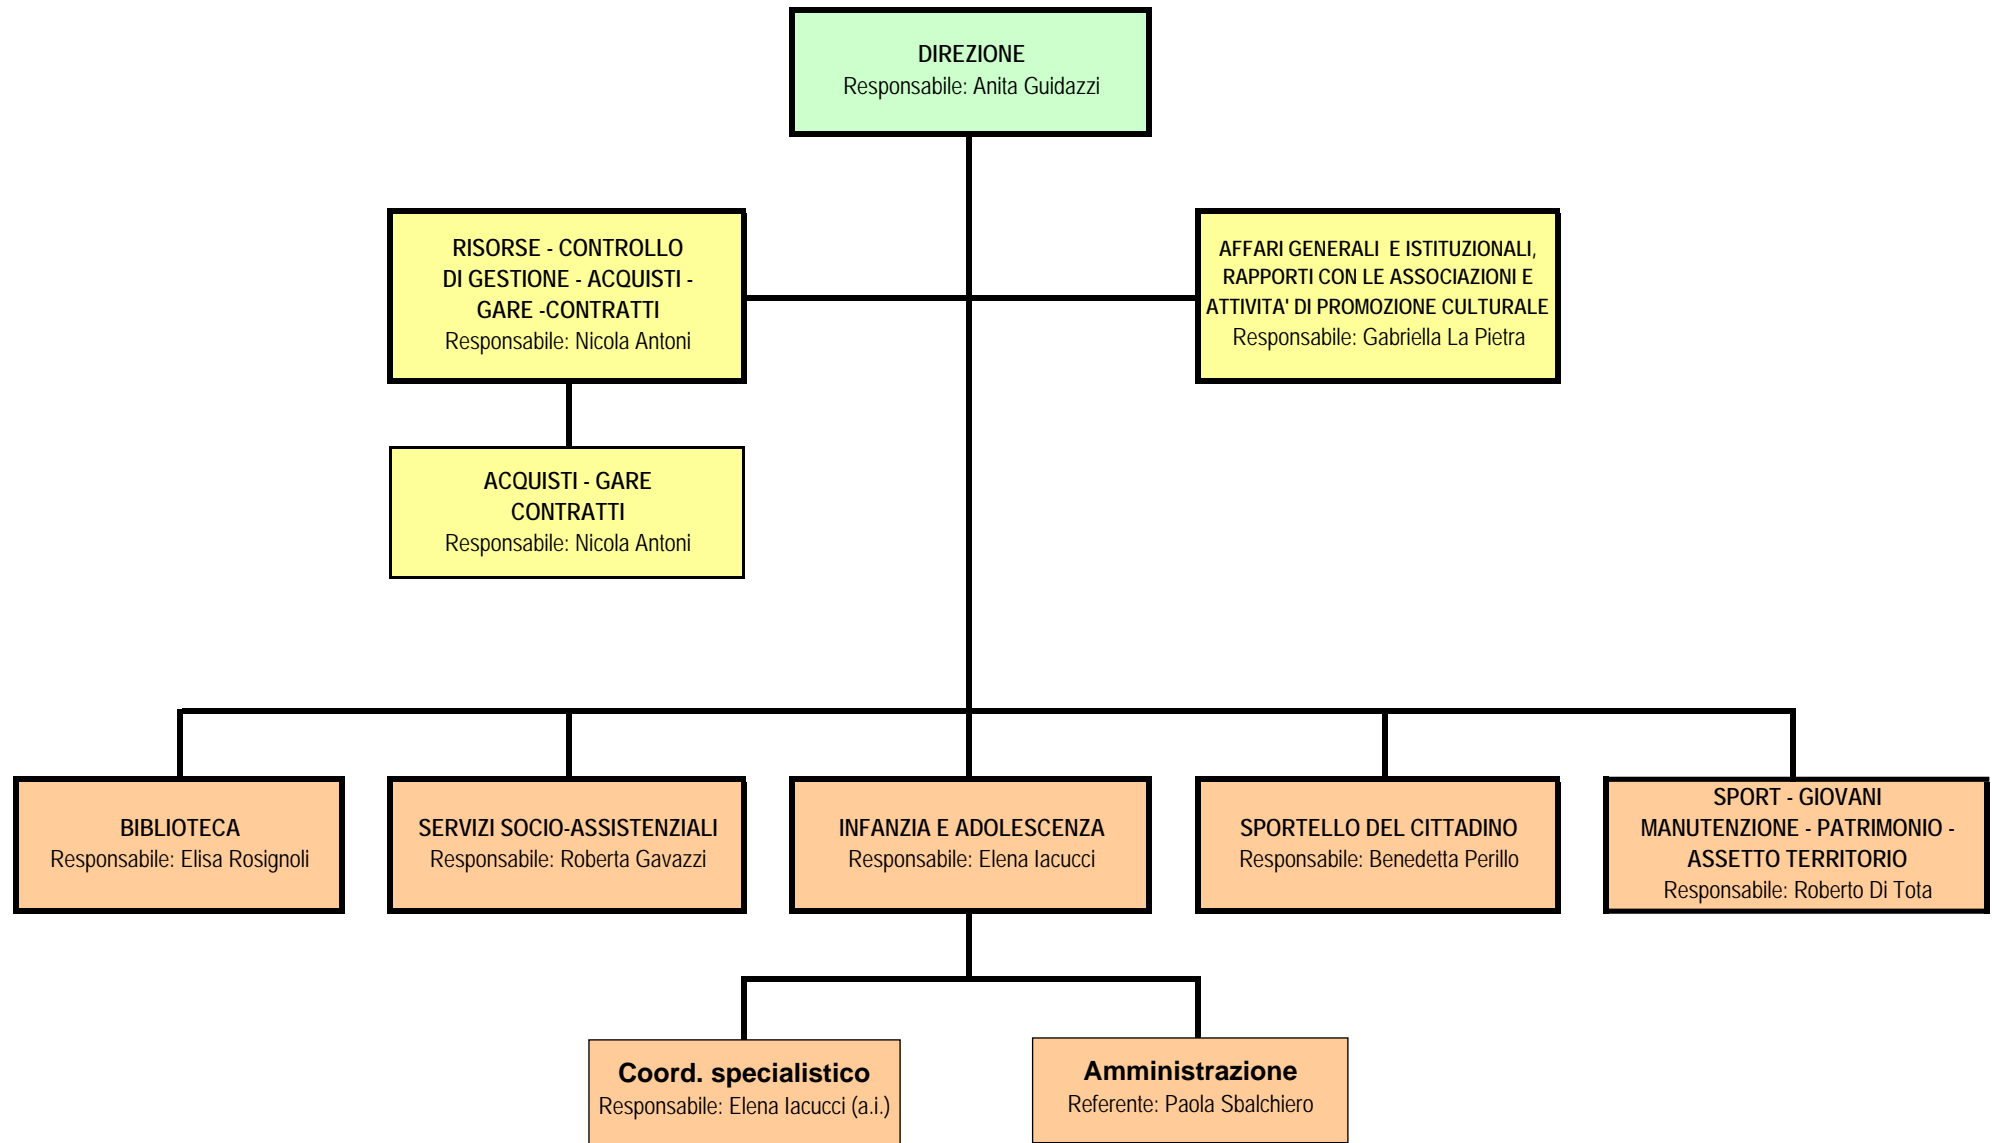 DIREZIONE
Responsabile: Anita Guidazzi
RISORSE - CONTROLLO
DI GESTIONE - ACQUISTI -
GARE -CONTRATTI
Responsabile: Nicola Antoni
AFFARI GENERALI  E ISTITUZIONALI,
RAPPORTI CON LE ASSOCIAZIONI E
ATTIVITA' DI PROMOZIONE CULTURALE
Responsabile: Gabriella La Pietra
ACQUISTI - GARE
CONTRATTI
Responsabile: Nicola Antoni
BIBLIOTECA
Responsabile: Elisa Rosignoli
SERVIZI SOCIO-ASSISTENZIALI
Responsabile: Roberta Gavazzi
INFANZIA E ADOLESCENZA
Responsabile: Elena Iacucci
SPORTELLO DEL CITTADINO
Responsabile: Benedetta Perillo
SPORT - GIOVANI
MANUTENZIONE - PATRIMONIO -
ASSETTO TERRITORIO
Responsabile: Roberto Di Tota
Coord. specialistico
Responsabile: Elena Iacucci (a.i.)
Amministrazione
Referente: Paola Sbalchiero